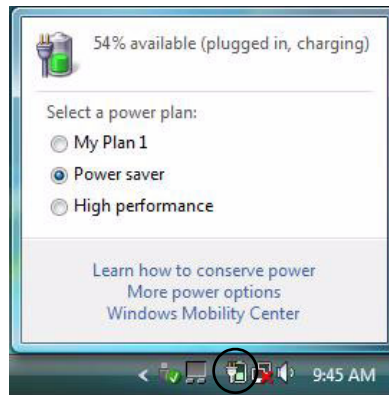 54% available (plugged in, charging)
Select a power plan:
My Plan 1
Power saver
High performance
Learn how to conserve power
More power options
Windows Mobility Center
9:45 AM